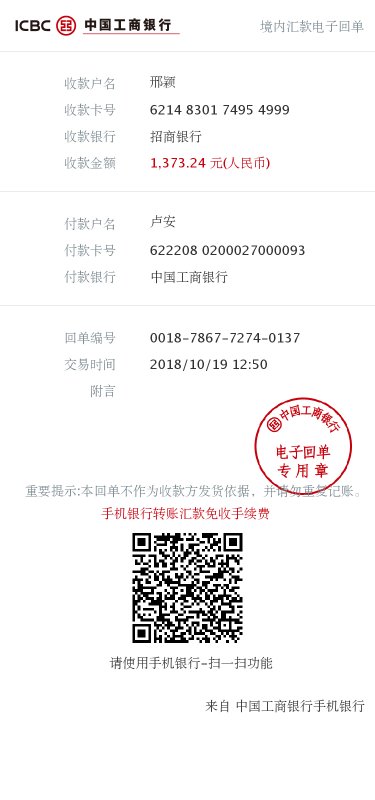 ICBC 中国工商银行 境内汇款电子回单
收款户名 邢颖
收款卡号 6214 8301 7495 4999
收款银行 招商银行
收款金额 1,373.24 元(人民币)
付款户名 卢安
付款卡号 622208 0200027000093
付款银行 中国工商银行
回单编号 0018-7867-7274-0137
交易时间 2018/10/19 12:50
附言
中国工商银行
电子回单
专用章
重要提示:本回单不作为收款方发货依据，并请勿重复记账。
手机银行转账汇款免收手续费
请使用手机银行-扫一扫功能
来自 中国工商银行手机银行